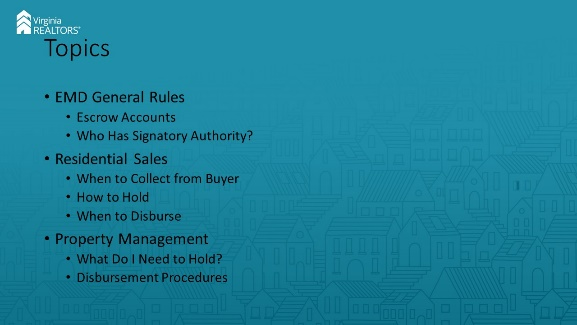 Virginia
REALTORS®
Topics
• EMD General Rules
• Escrow Accounts
• Who Has Signatory Authority?
• Residential Sales
• When to Collect from Buyer
• How to Hold
• When to Disburse
• Property Management
• What Do I Need to Hold?
• Disbursement Procedures